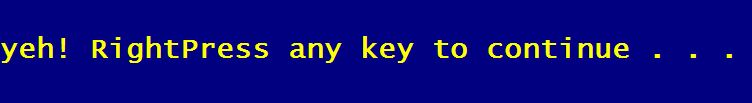 yeh! RightPress any key to continue . . .